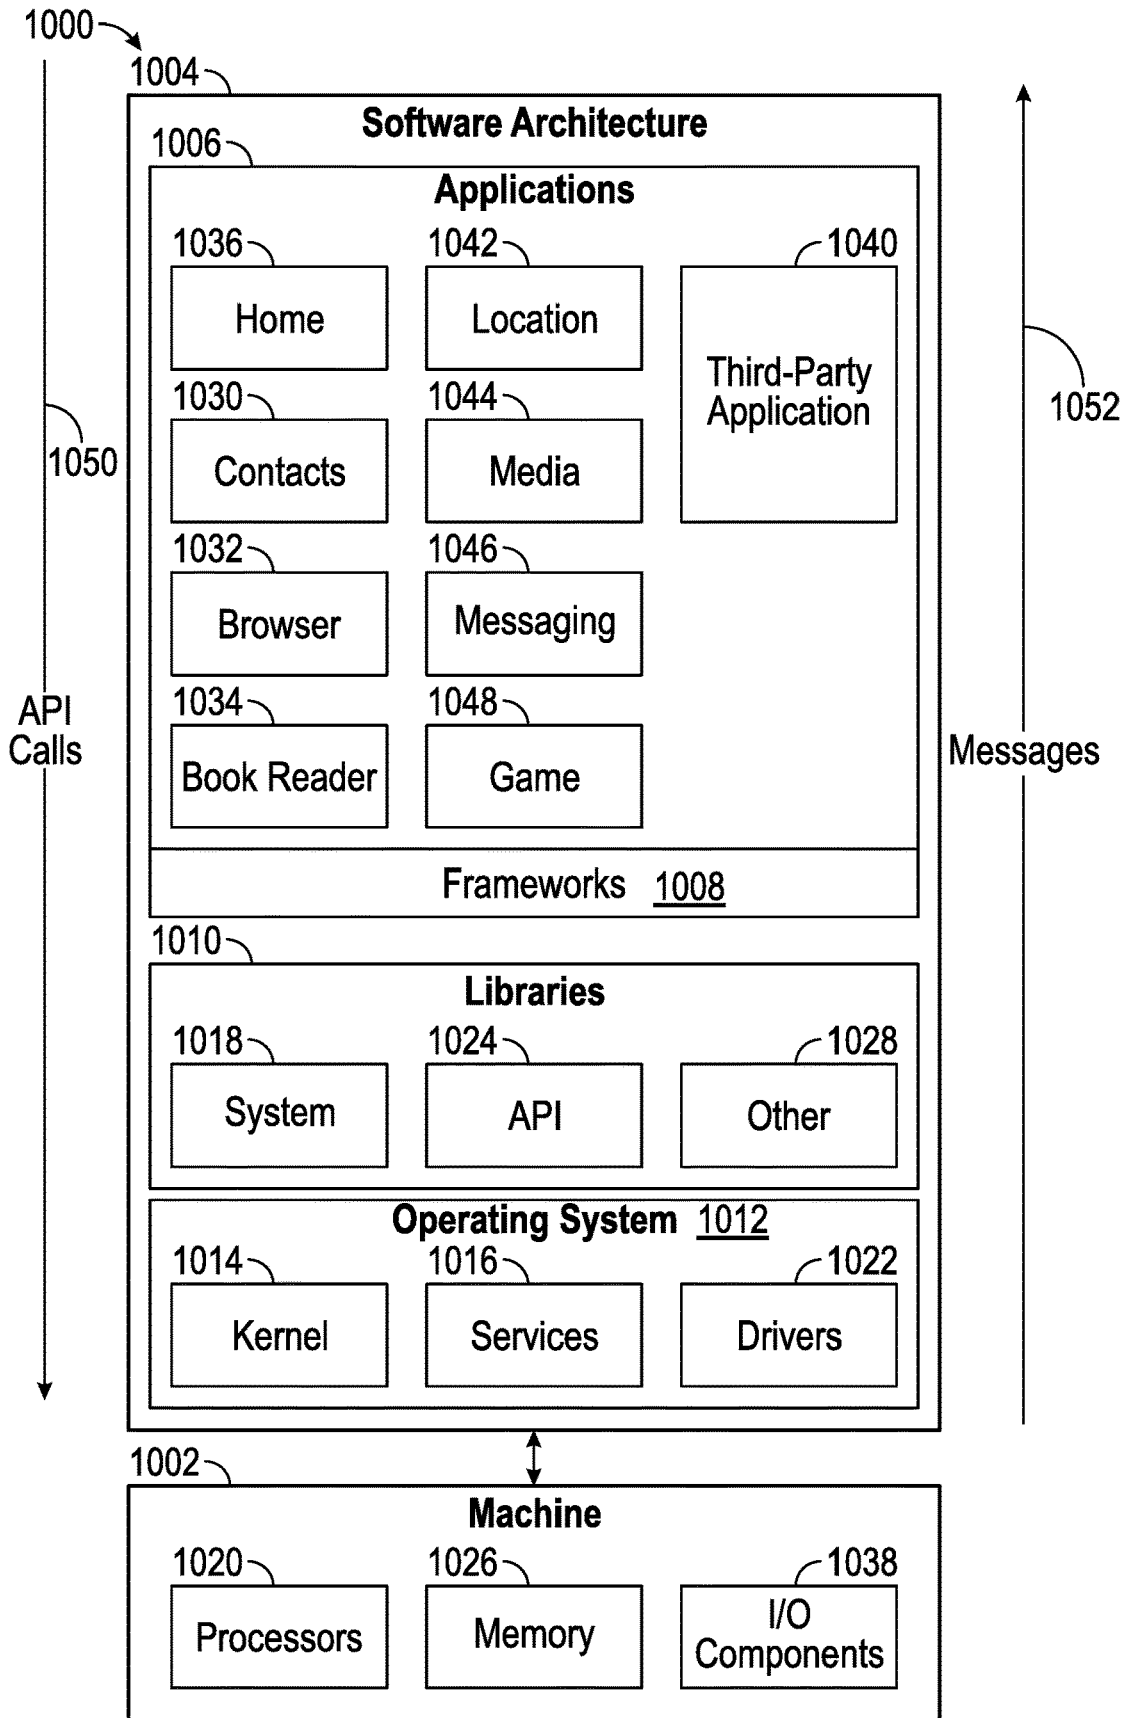 1000
1004
Software Architecture
1006
Applications
1036
1042
1040
Home
Location
Third-Party
Application
1030
1044
1052
1050
Contacts
Media
1032
1046
Browser
Messaging
1034
1048
API
Calls
Messages
Book Reader
Game
Frameworks 1008
1010
Libraries
1018
1024
1028
System
API
Other
Operating System 1012
1014
1016
1022
Kernel
Services
Drivers
1002
Machine
1020
1026
1038
Processors
Memory
I/O
Components